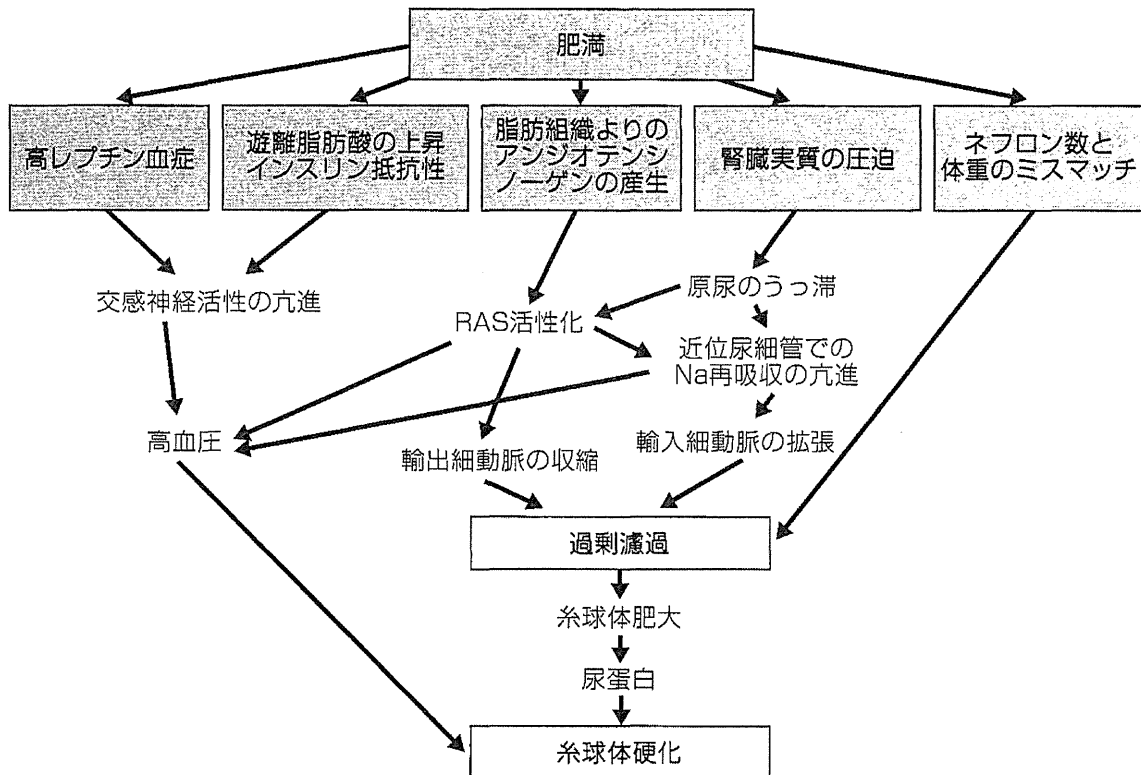 肥満
高レプチン血症
遊離脂肪酸の上昇
インスリン抵抗性
脂肪組織よりの
アンジオテンシ
ノーゲンの産生
腎臓実質の圧迫
ネフロン数と
体重のミスマッチ
交感神経活性の亢進
原尿のうっ滞
RAS活性化
近位尿細管での
Na再吸収の亢進
高血圧
輸出細動脈の収縮
輸入細動脈の拡張
過剰濾過
糸球体肥大
尿蛋白
糸球体硬化